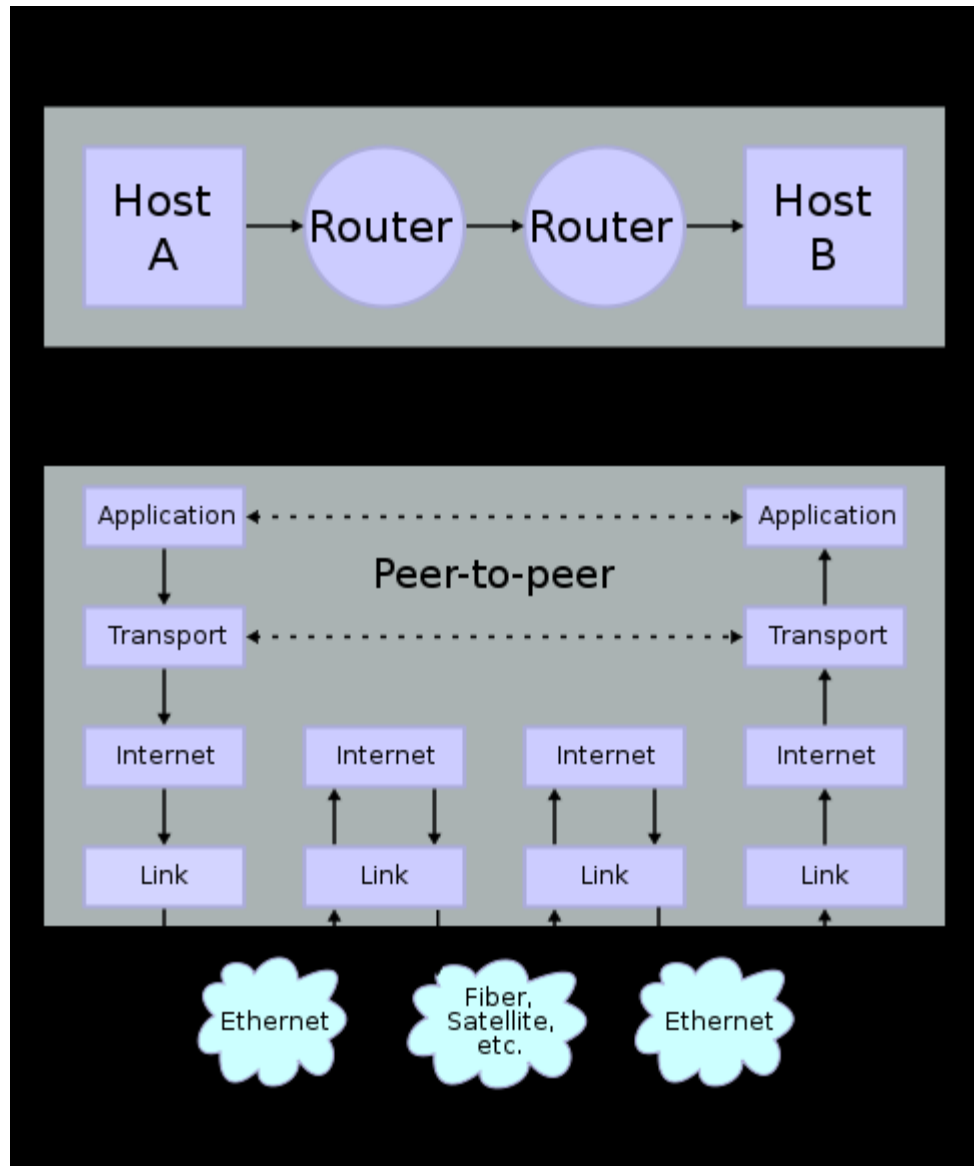 Host
A
Router
Router
Host
B
Application
Application
Peer-to-peer
Transport
Transport
Internet
Internet
Internet
Internet
Link
Link
Link
Link
Ethernet
Fiber,
Satellite,
etc.
Ethernet